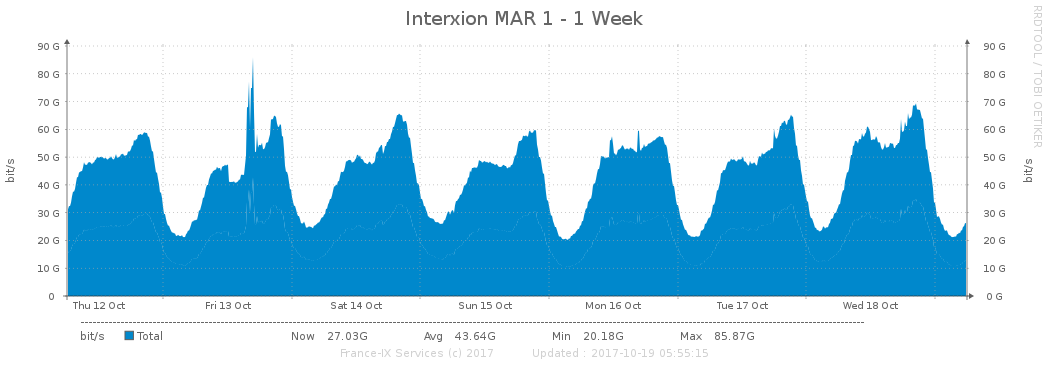 Interxion MAR 1 - 1 Week
RRDTOOL / TOBI OETIKER
90 G 90 G
80 G 80 G
70 G 70 G
60 G 60 G
50 G 50 G
40 G 40 G
30 G 30 G
20 G 20 G
10 G 10 G
0 0 G
bit/s bit/s
Thu 12 Oct Fri 13 Oct Sat 14 Oct Sun 15 Oct Mon 16 Oct Tue 17 Oct Wed 18 Oct
bit/s Total Now 27.03G Avg 43.64G Min 20.18G Max 85.87G
France-IX Services (c) 2017 Updated : 2017-10-19 05:55:15